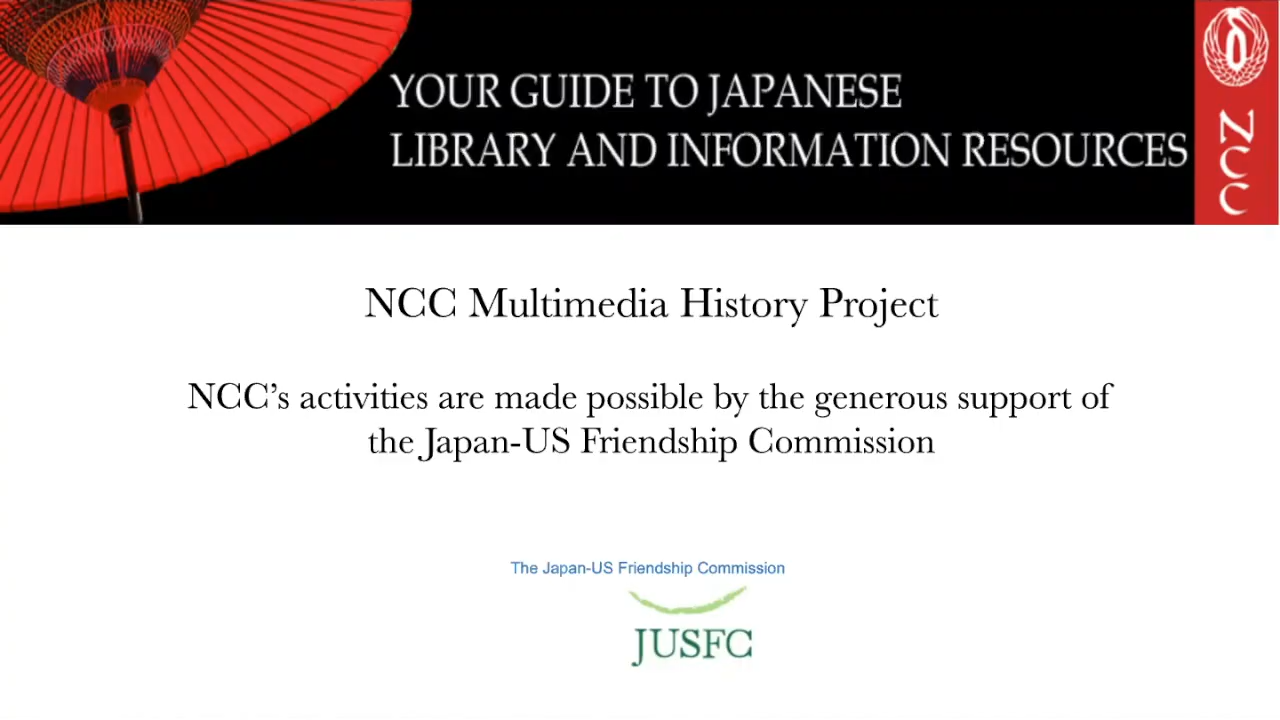 YOUR GUIDE TO JAPANESE
LIBRARY AND INFORMATION RESOURCES
NCC
NCC Multimedia History Project
NCC’s activities are made possible by the generous support of
the Japan-US Friendship Commission
The Japan-US Friendship Commission
JUSFC